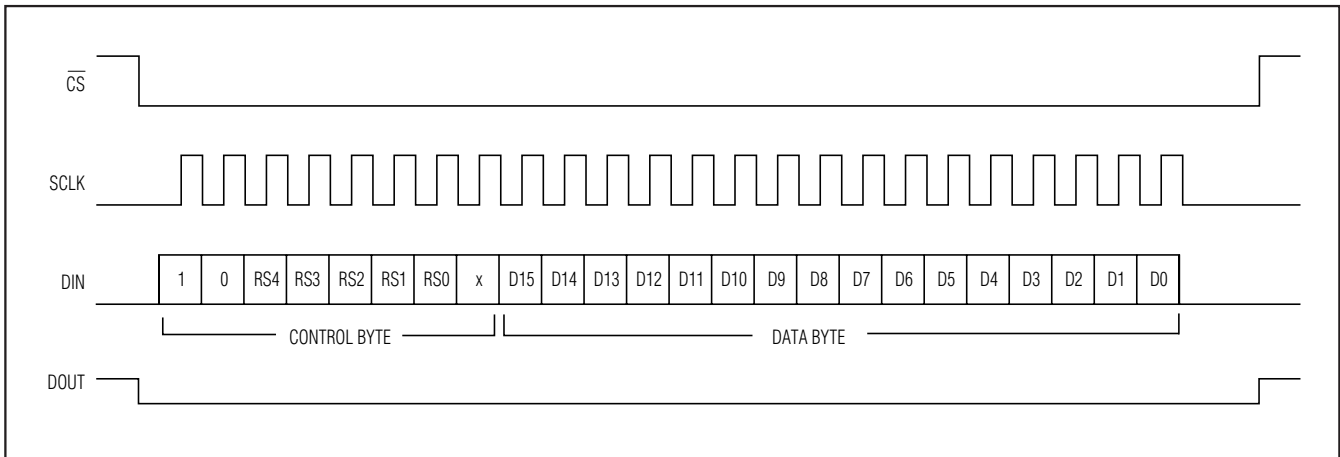 CS
SCLK
DIN 1 0 RS4 RS3 RS2 RS1 RS0 x D15 D14 D13 D12 D11 D10 D9 D8 D7 D6 D5 D4 D3 D2 D1 D0
CONTROL BYTE DATA BYTE
DOUT